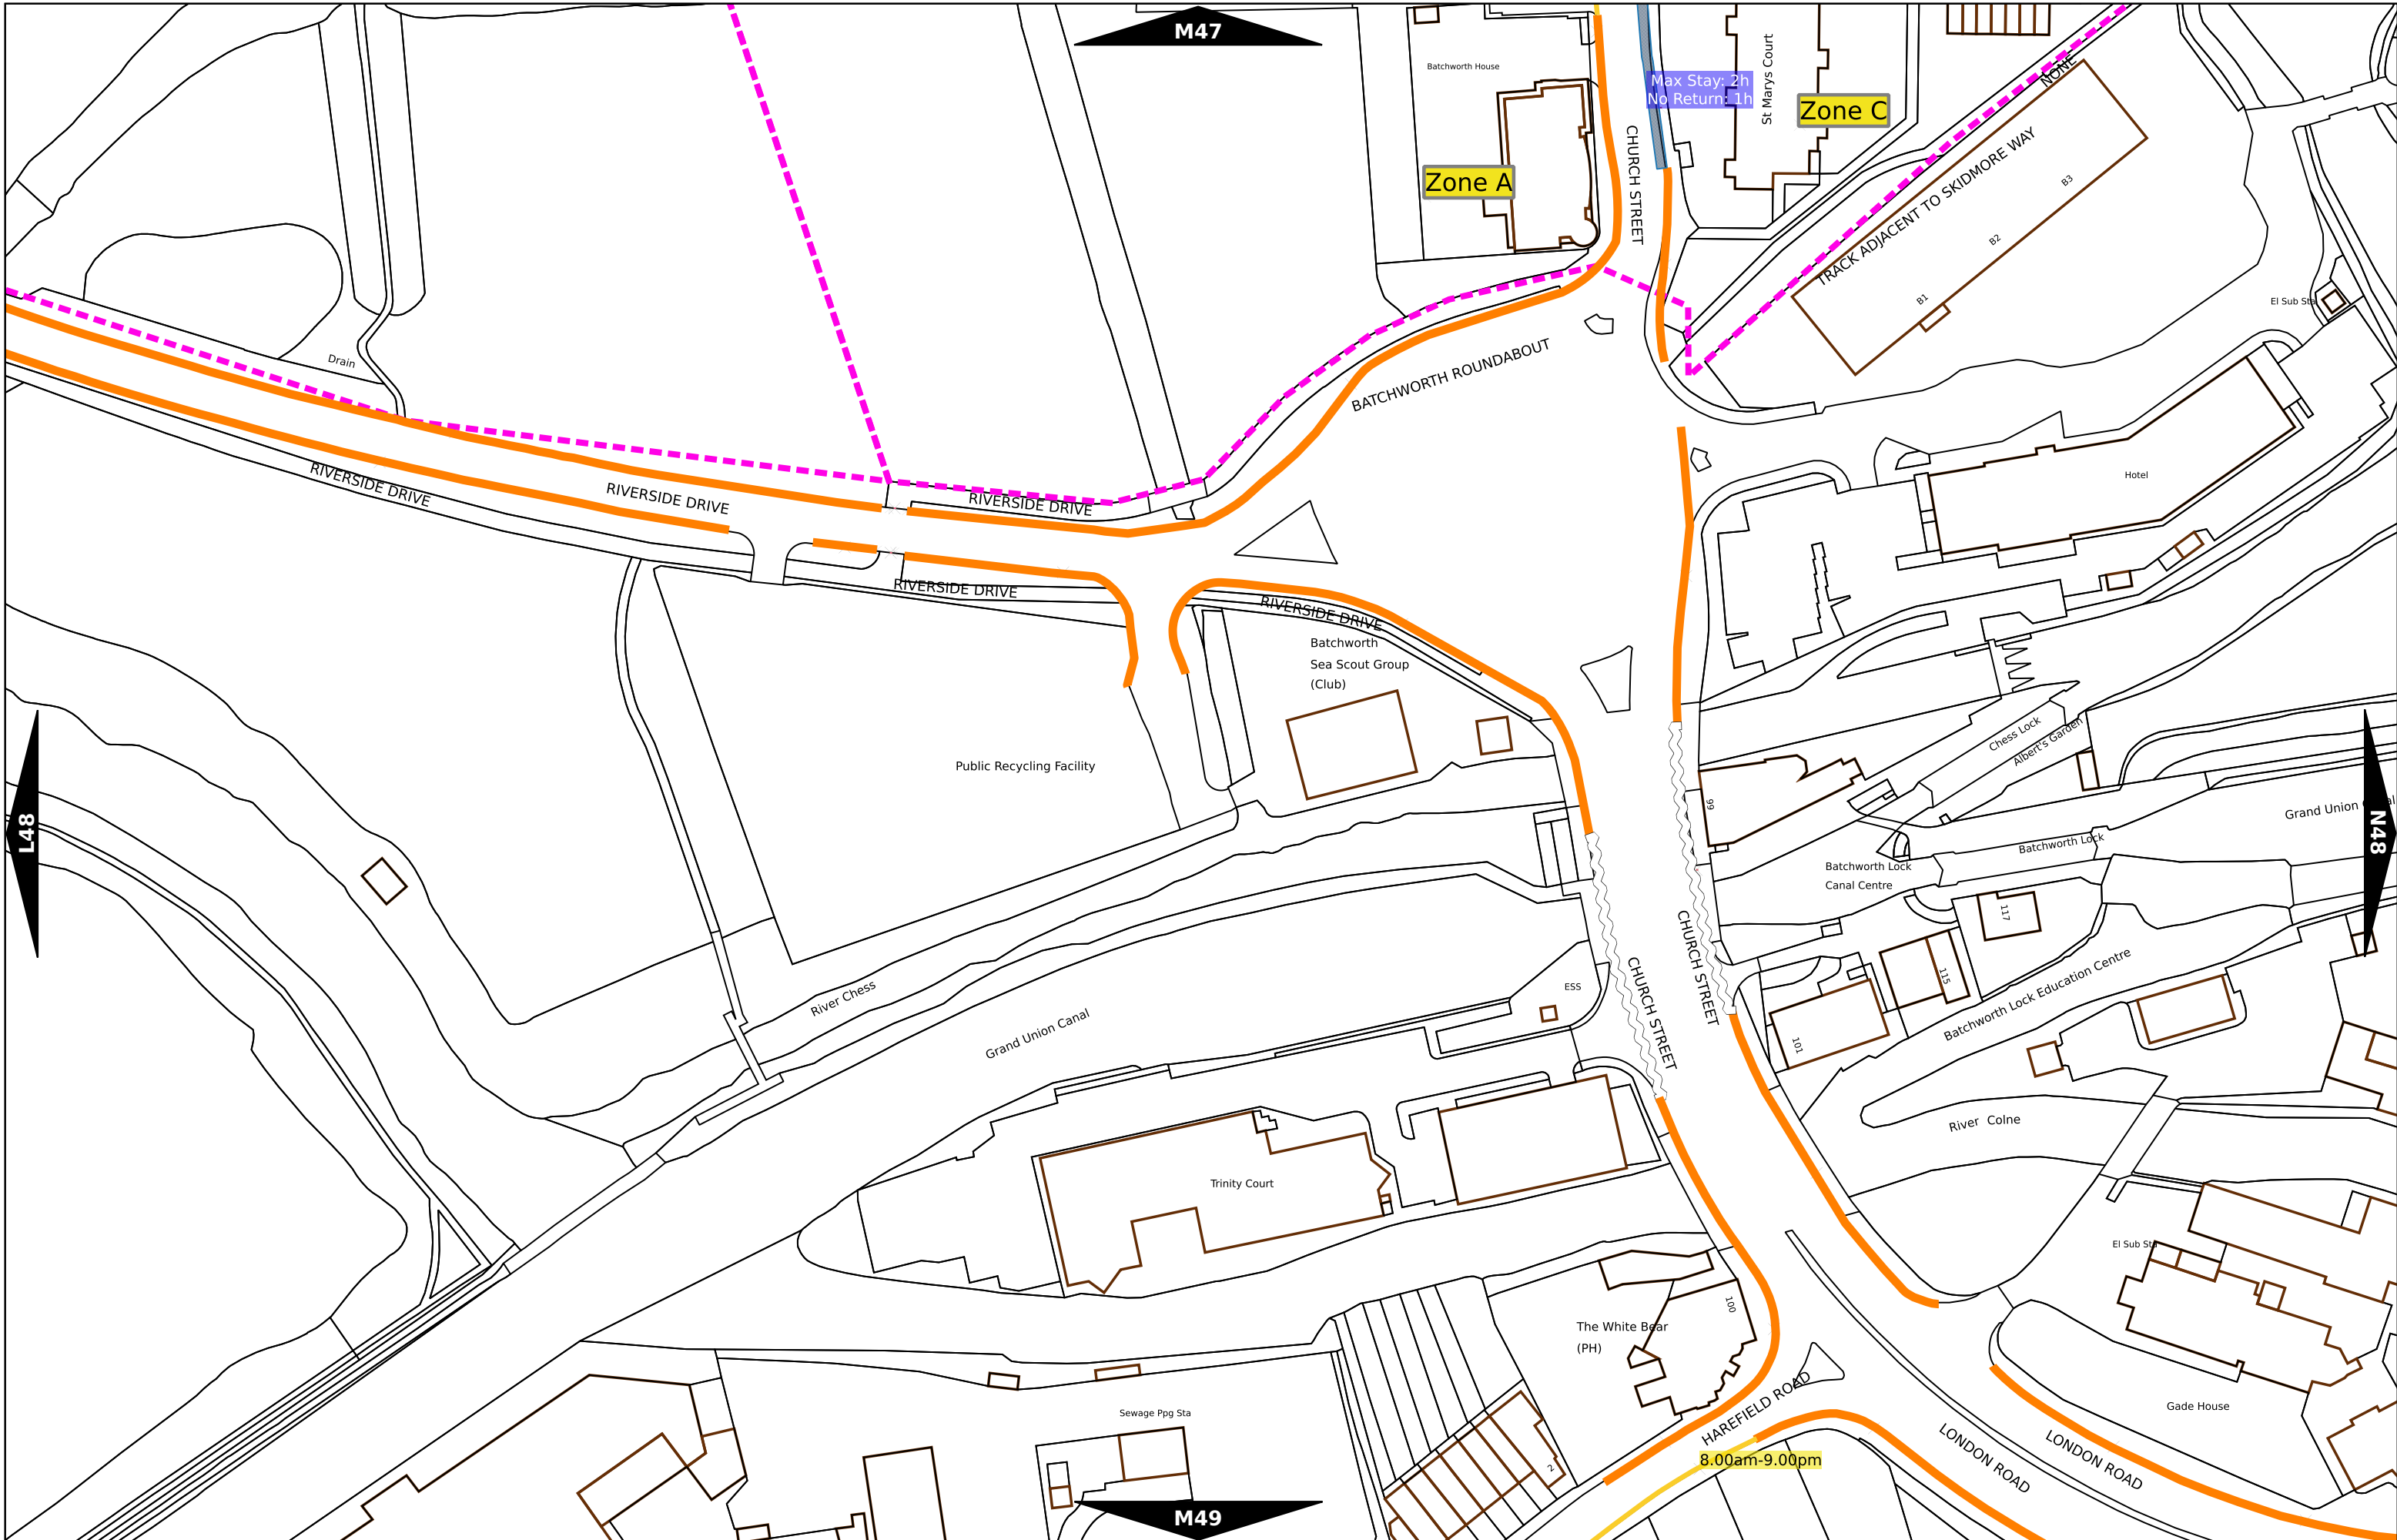 M47
Batchworth House
Max Stay: 2h
No Return: 1h
St Marys Court
Zone C
NONE
Zone A
CHURCH STREET
TRACK ADJACENT TO SKIDMORE WAY
B3
B2
B1
El Sub Sta
Drain
BATCHWORTH ROUNDABOUT
RIVERSIDE DRIVE
RIVERSIDE DRIVE
RIVERSIDE DRIVE
Hotel
RIVERSIDE DRIVE
RIVERSIDE DRIVE
Batchworth
Sea Scout Group
(Club)
Public Recycling Facility
Chess Lock
Albert's Garden
99
Grand Union Canal
L48
N48
Batchworth Lock
Batchworth Lock
Canal Centre
117
115
CHURCH STREET
CHURCH STREET
ESS
River Chess
Grand Union Canal
101
Batchworth Lock Education Centre
River Colne
Trinity Court
El Sub Sta
100
The White Bear
(PH)
HAREFIELD ROAD
Sewage Ppg Sta
Gade House
LONDON ROAD
LONDON ROAD
8.00am-9.00pm
2
M49